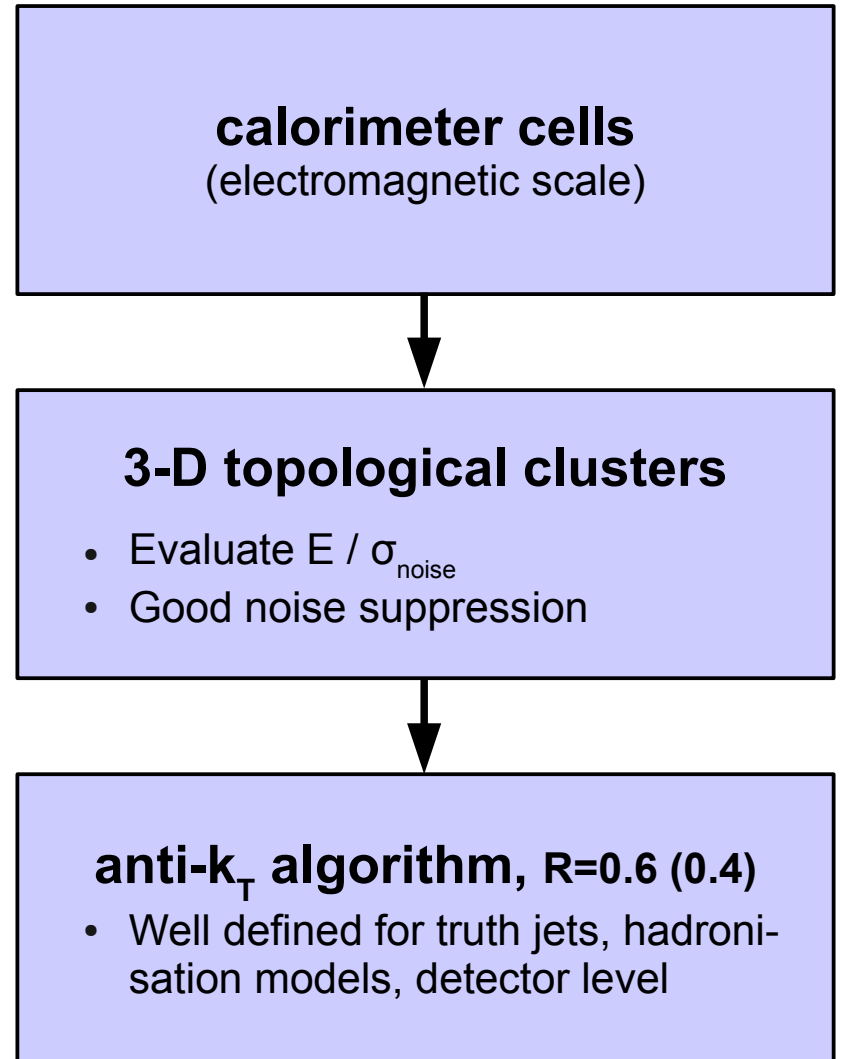 calorimeter cells
(electromagnetic scale)
3-D topological clusters
• Evaluate E / σnoise
• Good noise suppression
anti-kT algorithm, R=0.6 (0.4)
• Well defined for truth jets, hadroni-
sation models, detector level